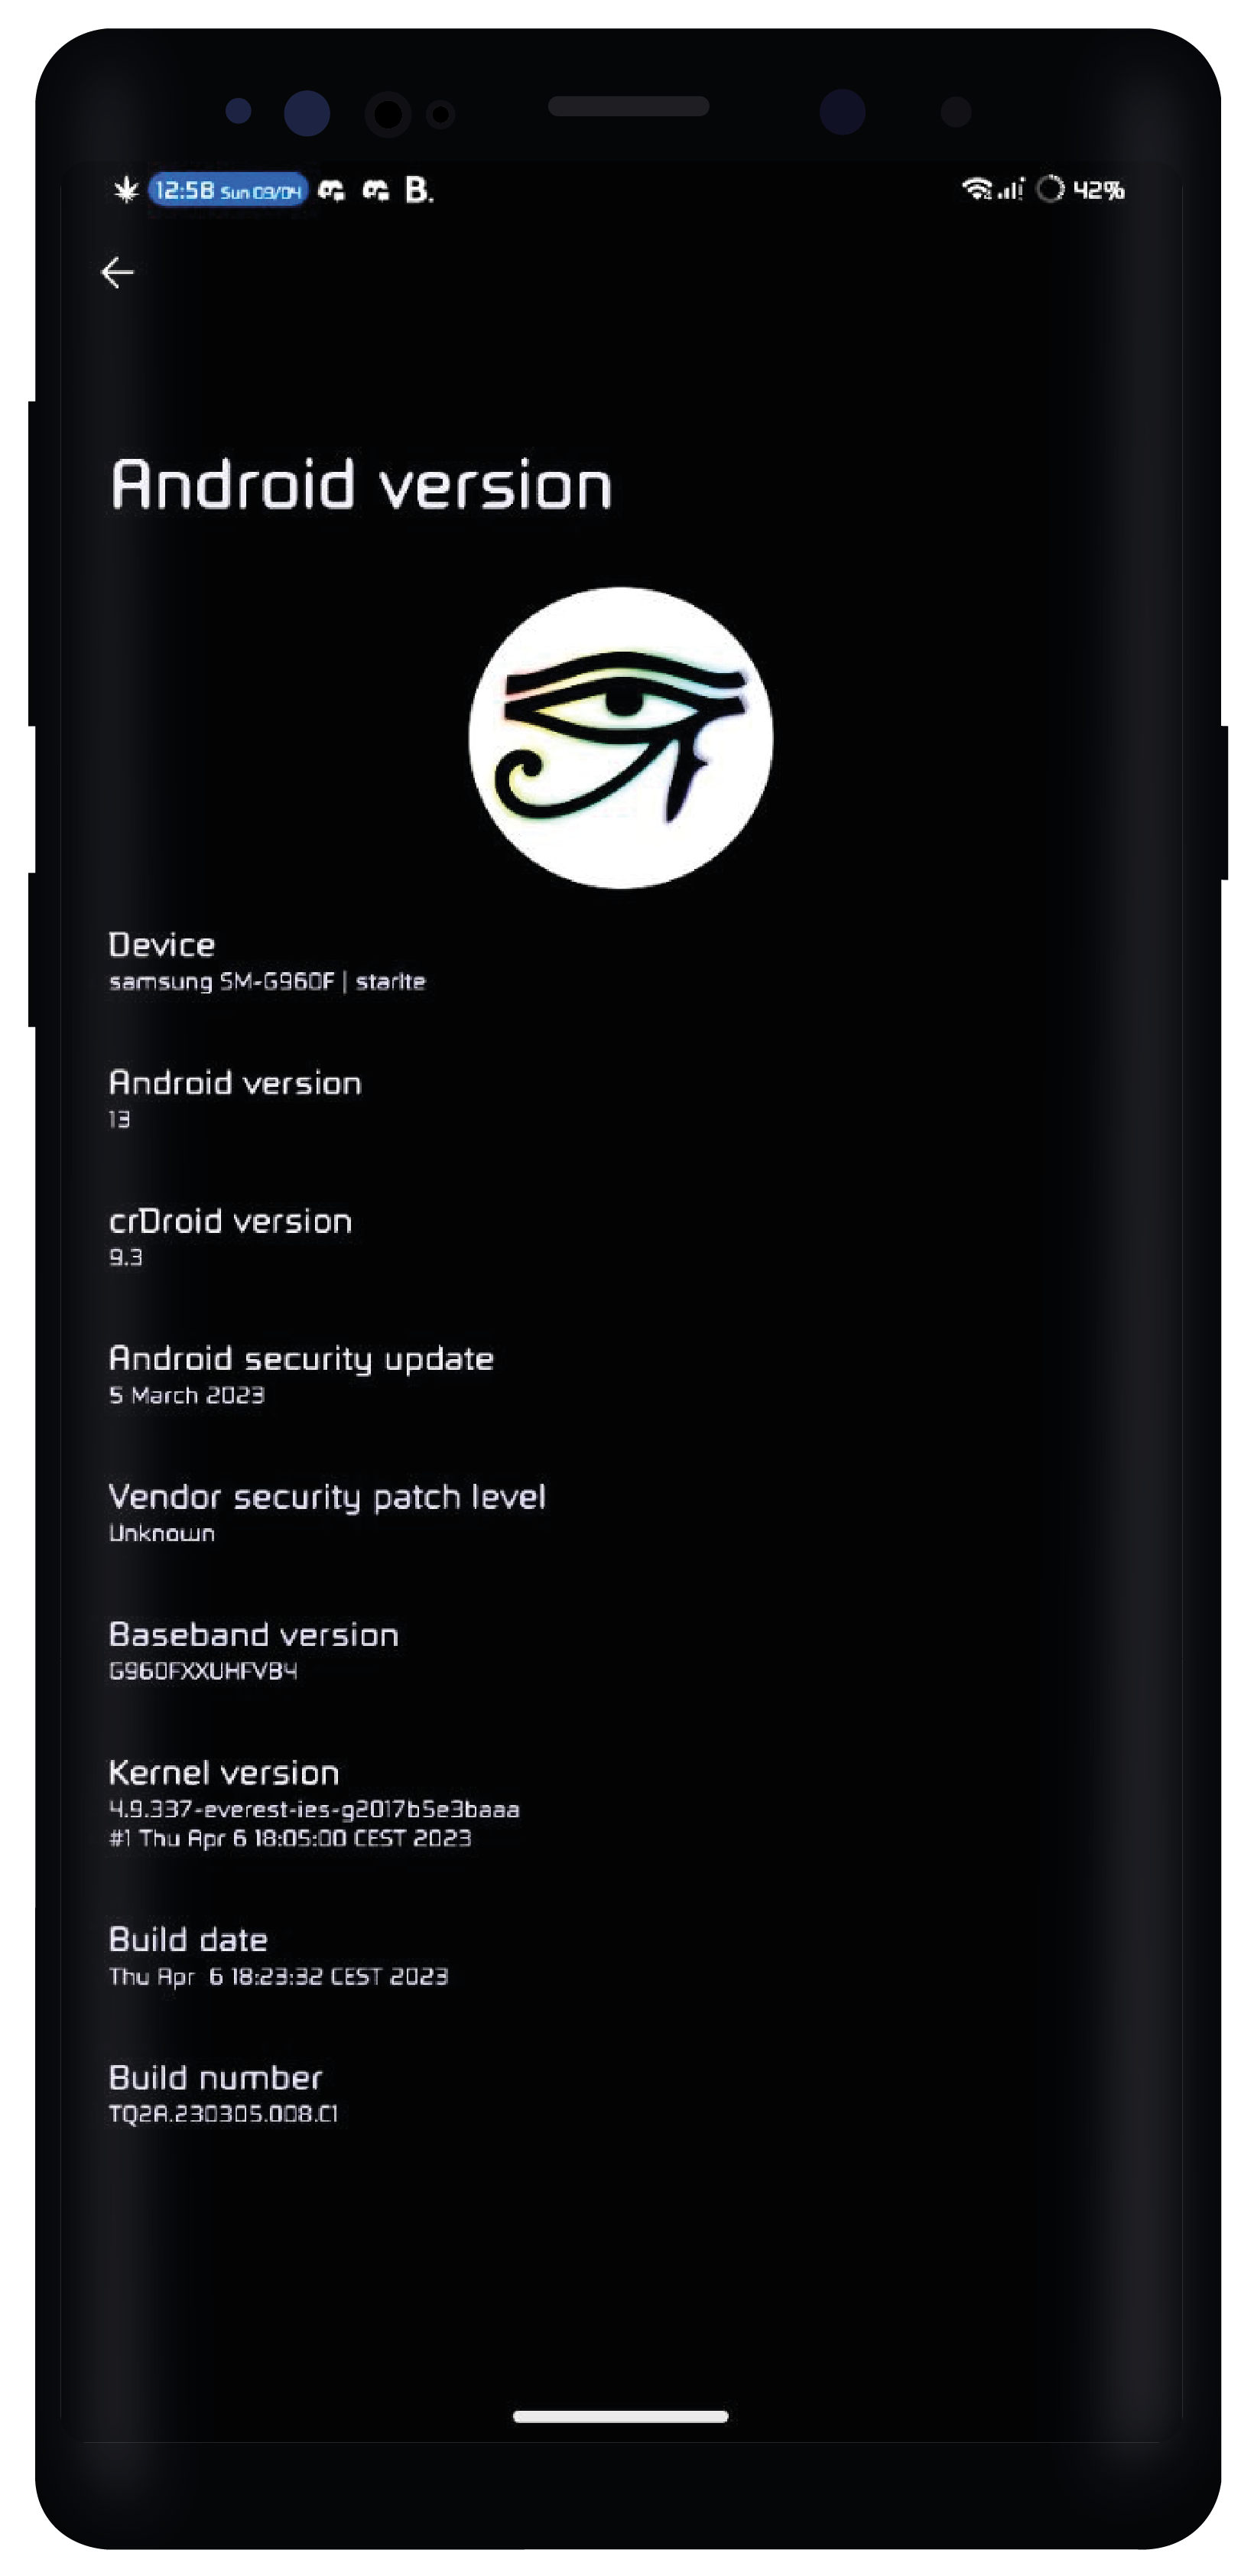 12:58 Sun 09/04 B. 42%
Android version
Device
samsung SM-G960F | starlte
Android version
13
crDroid version
9.3
Android security update
5 March 2023
Vendor security patch level
Unknown
Baseband version
G960FXXUHFVB4
Kernel version
4.9.337-everest-ies-g2017b5e3baaa
#1 Thu Apr 6 18:05:00 CEST 2023
Build date
Thu Apr  6 18:23:32 CEST 2023
Build number
TQ2A.230305.008.C1